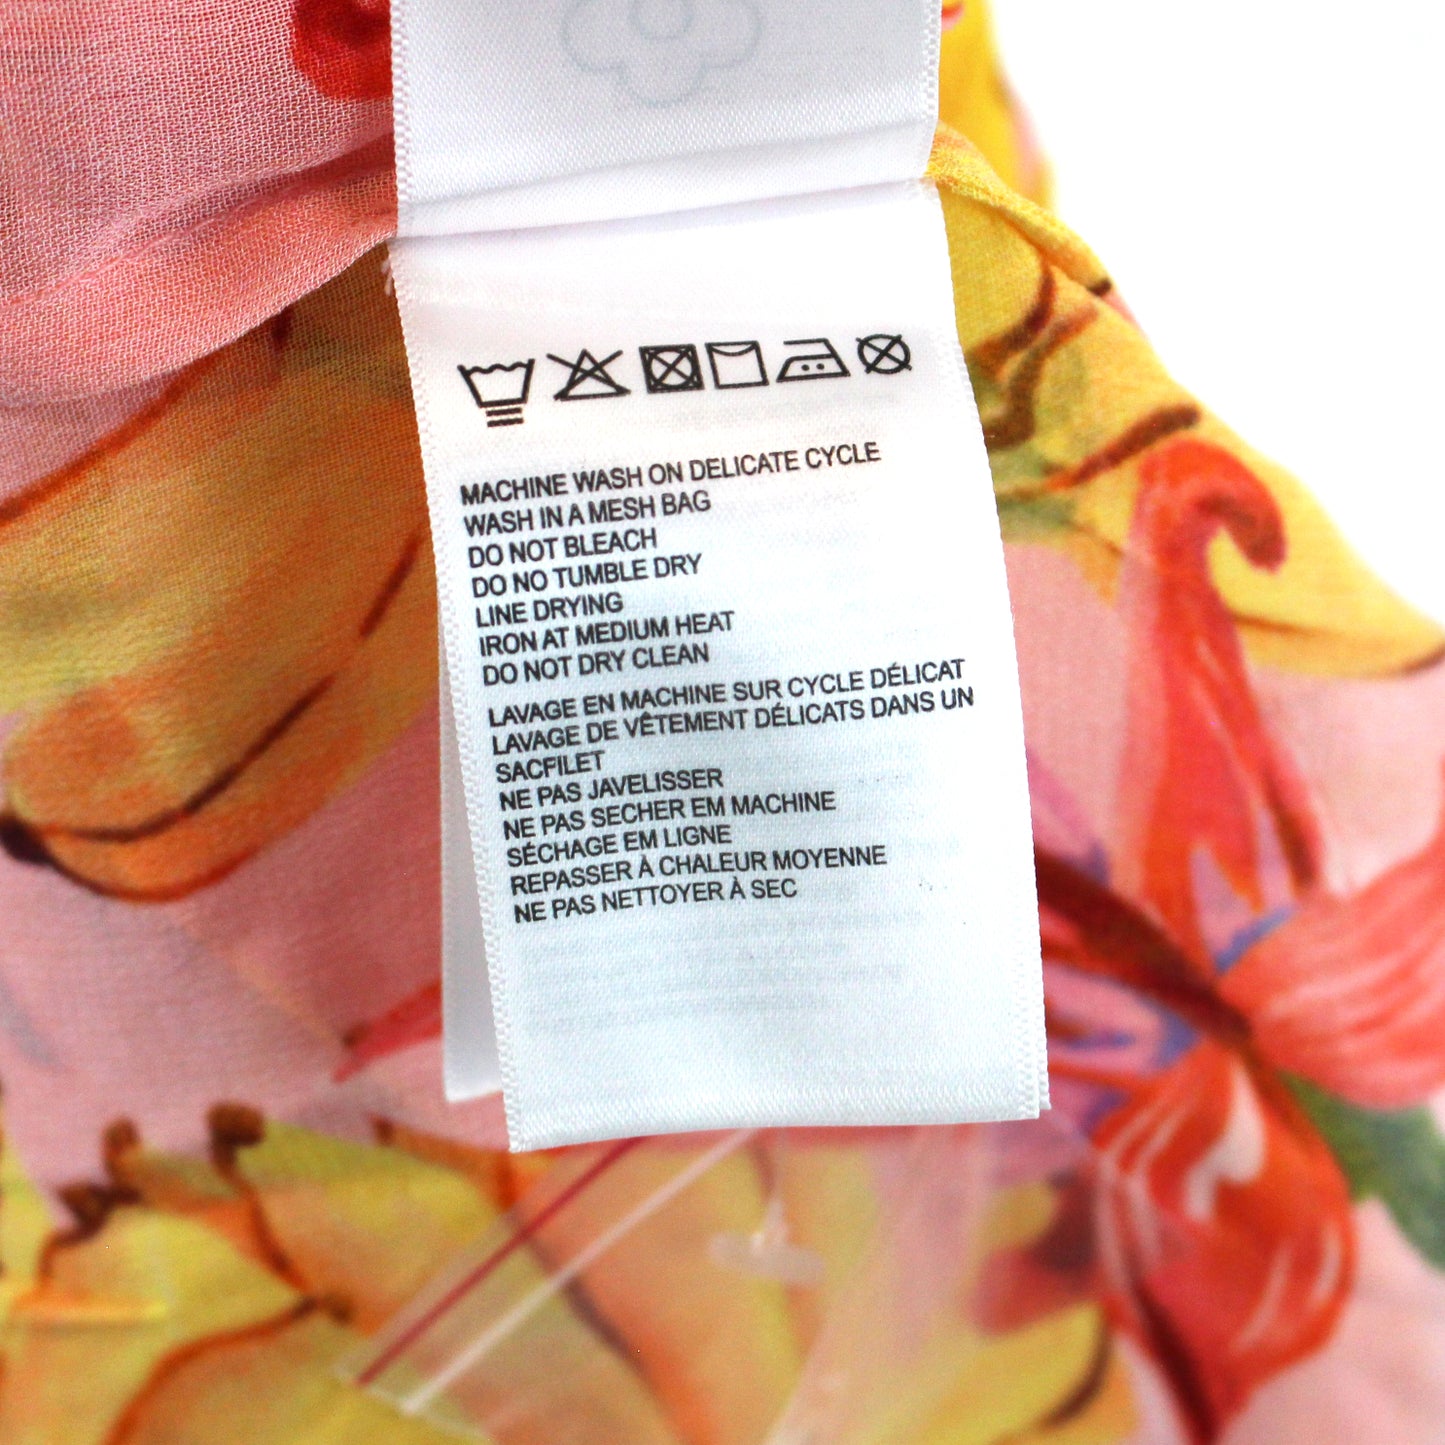 MACHINE WASH ON DELICATE CYCLE
WASH IN A MESH BAG
DO NOT BLEACH
DO NO TUMBLE DRY
LINE DRYING
IRON AT MEDIUM HEAT
DO NOT DRY CLEAN
LAVAGE EN MACHINE SUR CYCLE DÉLICAT
LAVAGE DE VÊTEMENT DÉLICATS DANS UN
SACFILET
NE PAS JAVELISSER
NE PAS SECHER EM MACHINE
SÉCHAGE EM LIGNE
REPASSER À CHALEUR MOYENNE
NE PAS NETTOYER À SEC